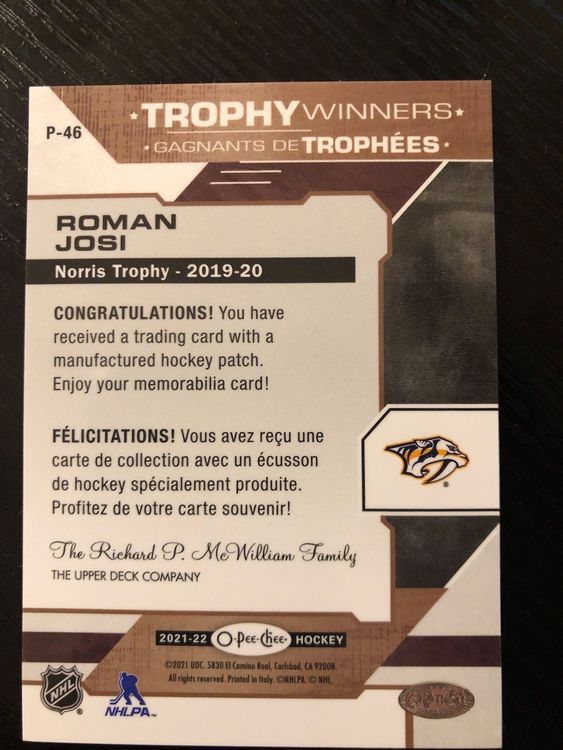 P-46
TROPHY WINNERS
GAGNANTS DE TROPHÉES
ROMAN
JOSI
Norris Trophy - 2019-20
CONGRATULATIONS! You have
received a trading card with a
manufactured hockey patch.
Enjoy your memorabilia card!
FÉLICITATIONS! Vous avez reçu une
carte de collection avec un écusson
de hockey spécialement produite.
Profitez de votre carte souvenir!
The Richard P. McWilliam Family
THE UPPER DECK COMPANY
2021-22 O-Pee-Chee HOCKEY
©2021 UDC. 5830 El Camino Real, Carlsbad, CA 92008.
All rights reserved. Printed in Italy. ©NHLPA. © NHL.
NHL
NHLPA